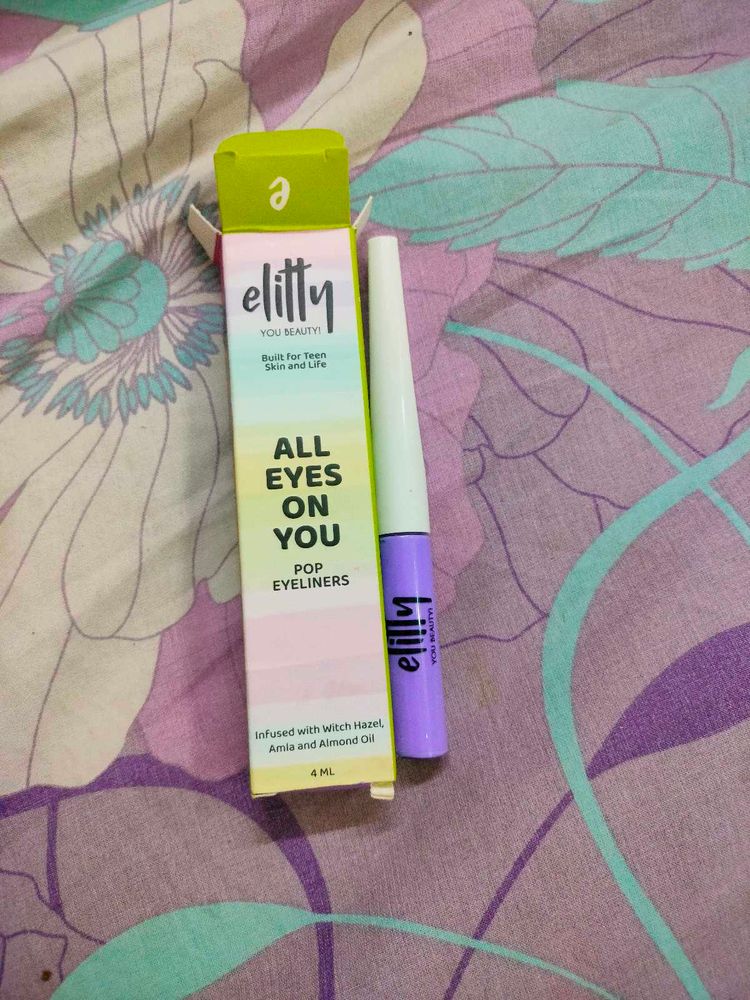 e
elitty
YOU BEAUTY!
Built for Teen
Skin and Life
ALL
EYES
ON
YOU
POP
EYELINERS
Infused with Witch Hazel,
Amla and Almond Oil
4 ML
elitty
YOU BEAUTY!